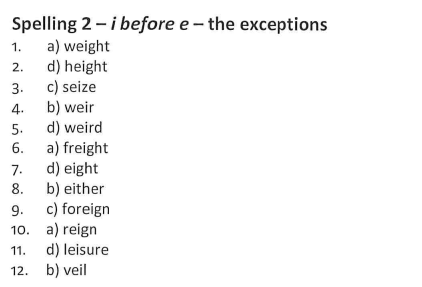 Spelling 2 – i before e – the exceptions
1. a) weight
2. d) height
3. c) seize
4. b) weir
5. d) weird
6. a) freight
7. d) eight
8. b) either
9. c) foreign
10. a) reign
11. d) leisure
12. b) veil